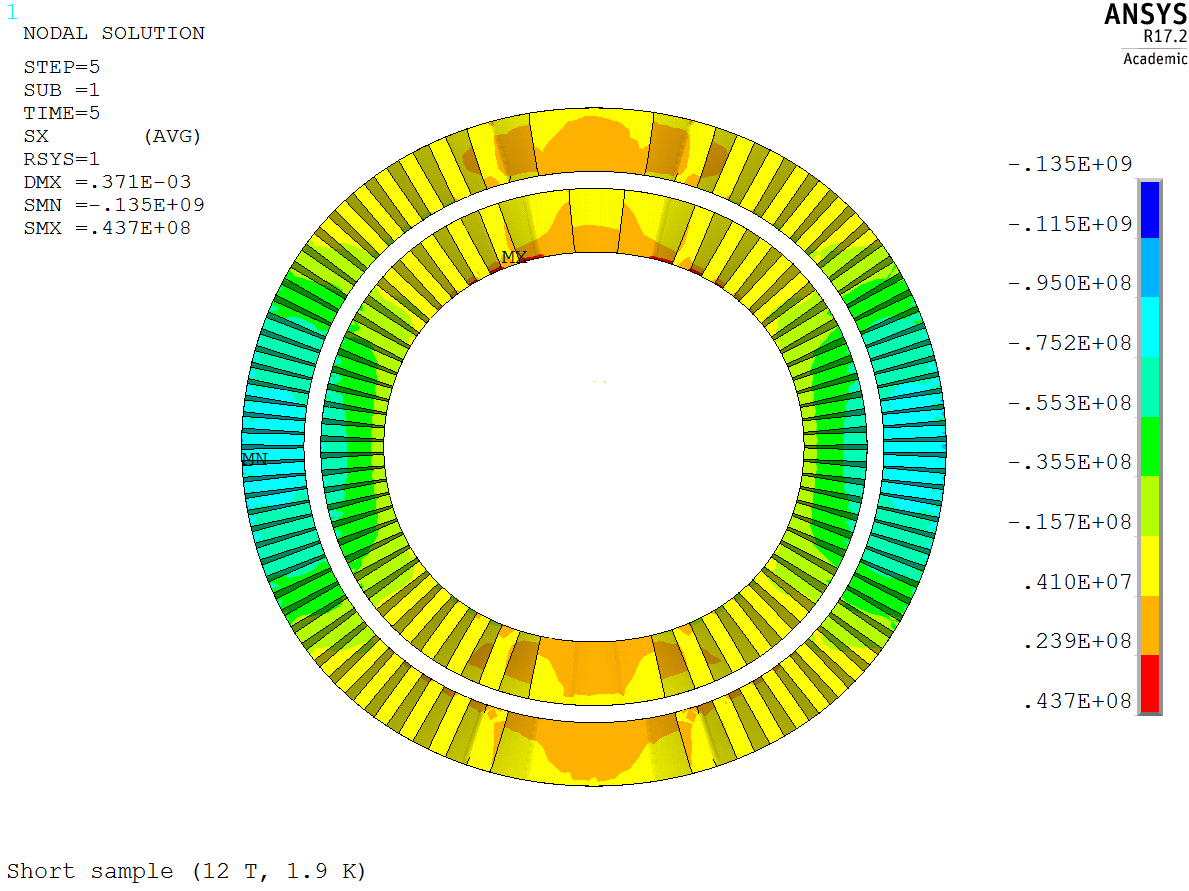 1
NODAL SOLUTION
STEP=5
SUB =1
TIME=5
SX (AVG)
RSYS=1
DMX =.371E-03
SMN =-.135E+09
SMX =.437E+08
ANSYS
R17.2
Academic
MX
MN
-.135E+09
-.115E+09
-.950E+08
-.752E+08
-.553E+08
-.355E+08
-.157E+08
.410E+07
.239E+08
.437E+08
Short sample (12 T, 1.9 K)